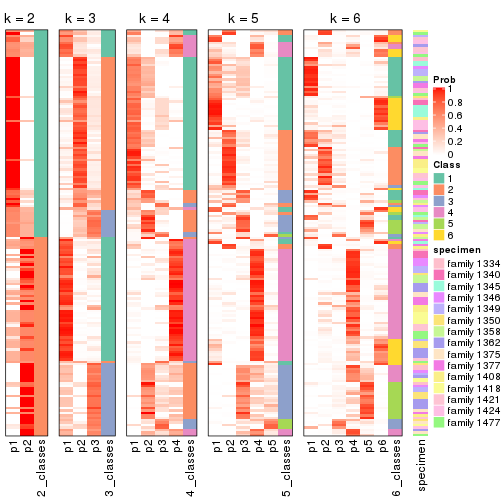 k = 2
k = 3
k = 4
k = 5
k = 6
Prob
1
0.8
0.6
0.4
0.2
0
Class
1
2
3
4
5
6
specimen
family 1334
family 1340
family 1345
family 1346
family 1349
family 1350
family 1358
family 1362
family 1375
family 1377
family 1408
family 1418
family 1421
family 1424
family 1477
p1
p2
2_classes
p1
p2
p3
3_classes
p1
p2
p3
p4
4_classes
p1
p2
p3
p4
p5
5_classes
p1
p2
p3
p4
p5
p6
6_classes
specimen